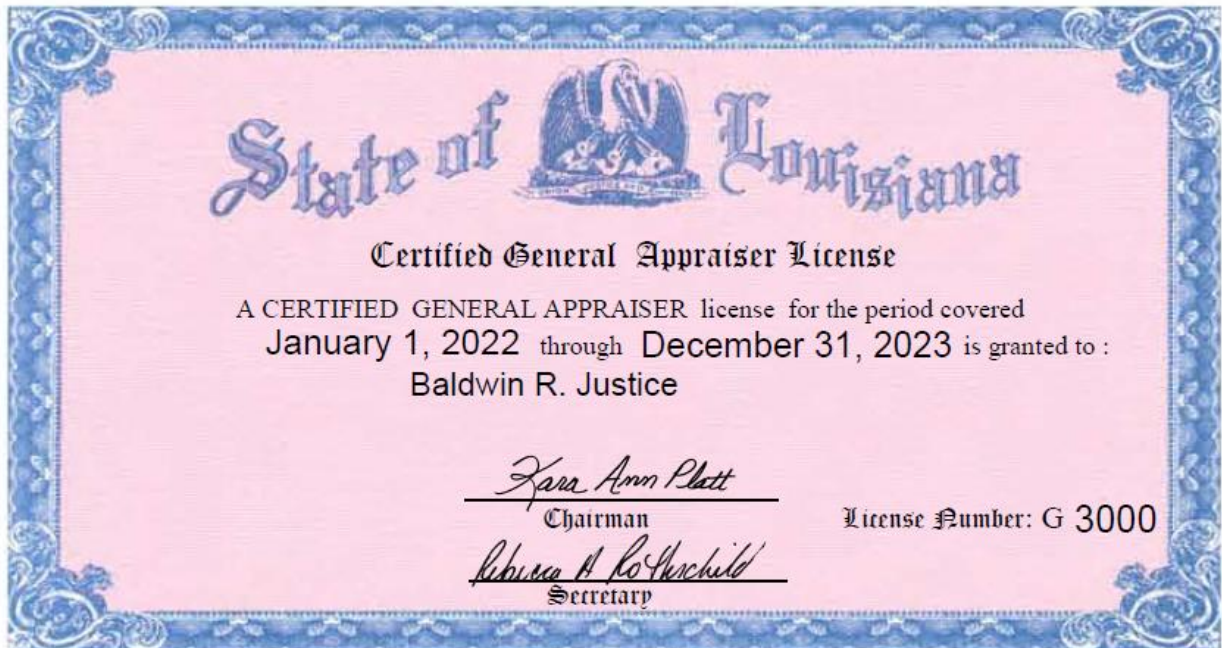 State of Louisiana
Certified General Appraiser License
A CERTIFIED GENERAL APPRAISER license for the period covered
January 1, 2022 through December 31, 2023 is granted to :
Baldwin R. Justice
Kara Ann Platt
Chairman
License Number: G 3000
Rebecca A Rothschild
Secretary